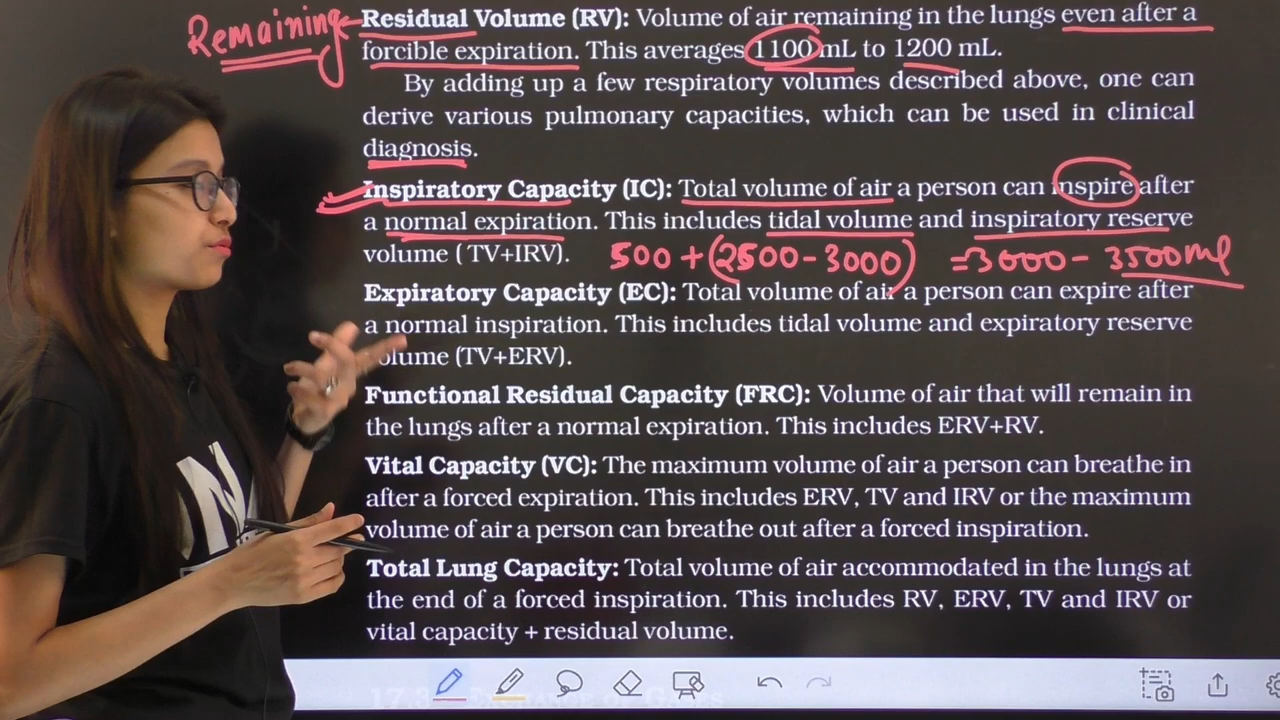 Remaining
Residual Volume (RV): Volume of air remaining in the lungs even after a
forcible expiration. This averages 1100 mL to 1200 mL.
By adding up a few respiratory volumes described above, one can
derive various pulmonary capacities, which can be used in clinical
diagnosis.
Inspiratory Capacity (IC): Total volume of air a person can inspire after
a normal expiration. This includes tidal volume and inspiratory reserve
volume ( TV+IRV).
500 + (2500 - 3000) = 3000 - 3500ml
Expiratory Capacity (EC): Total volume of air a person can expire after
a normal inspiration. This includes tidal volume and expiratory reserve
volume (TV+ERV).
Functional Residual Capacity (FRC): Volume of air that will remain in
the lungs after a normal expiration. This includes ERV+RV.
Vital Capacity (VC): The maximum volume of air a person can breathe in
after a forced expiration. This includes ERV, TV and IRV or the maximum
volume of air a person can breathe out after a forced inspiration.
Total Lung Capacity: Total volume of air accommodated in the lungs at
the end of a forced inspiration. This includes RV, ERV, TV and IRV or
vital capacity + residual volume.